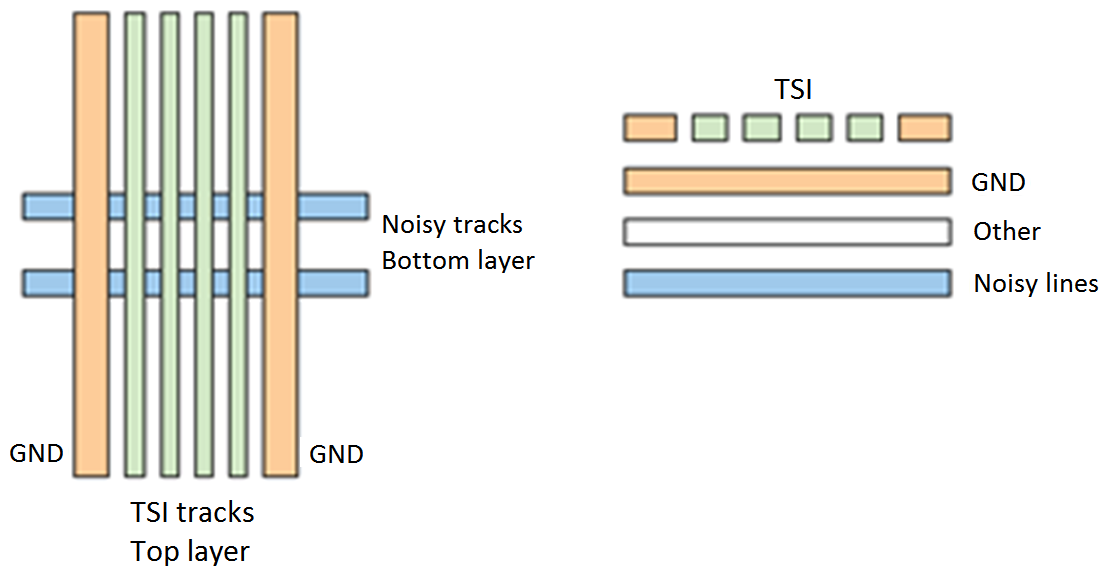 Noisy tracks
Bottom layer
GND
GND
TSI tracks
Top layer
TSI
GND
Other
Noisy lines